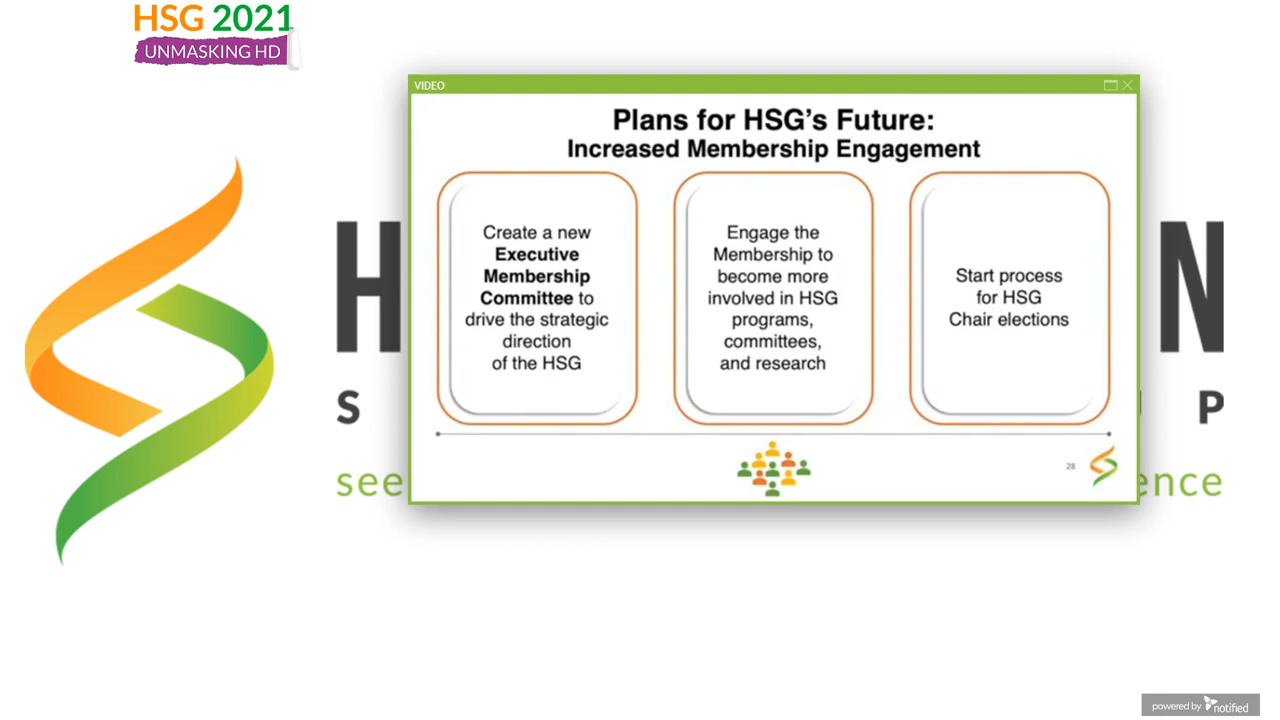 HSG 2021
UNMASKING HD
VIDEO
Plans for HSG's Future:
Increased Membership Engagement
Create a new
Executive
Membership
Committee to
drive the strategic
direction
of the HSG
Engage the
Membership to
become more
involved in HSG
programs,
committees,
and research
Start process
for HSG
Chair elections
28
H
N
S
P
see
ence
powered by notified